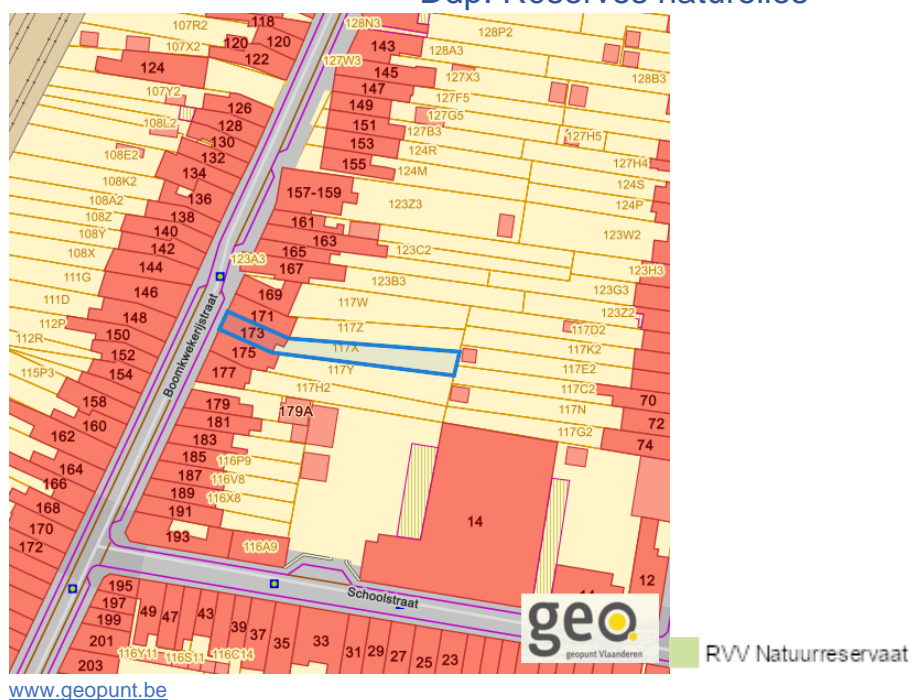 107R2 118 128N3 128P2
107X2 120 120 143 128A3
124 122 127W3 145 127X3 128B3
107Y2 147 127F5
126 149 127G5
108L2 128 151 127B3 127H5
130 153 124R
108E2 132 155 124M 127H4
134 124S
108K2 157-159 124P
108A2 136 123Z3
108Z 138 161 123W2
108Y 140 163 123C2
108X 142 123A3 165
144 167 123B3 123H3
111G 169 123G3
111D 146 117W 123Z2
112P 148 171 117Z 117D2
112R 150 173 117X 117K2
152 175 117Y 117E2
115P3 154 177 117H2 117C2
Boomkwekerijstraat
158 179 179A 117N 70
160 181 117G2 72
162 183 74
164 185 116P9
166 187 116V8
168 189 116X8
170 191 14
172 193 116A9 12
Schoolstraat
195
197 49 47 43
199 39 37 35 33
201 31 29 27 25 23
116Y11 116S11 116C14
203
geo.
geopunt Vlaanderen
RVV Natuurreservaat
www.geopunt.be